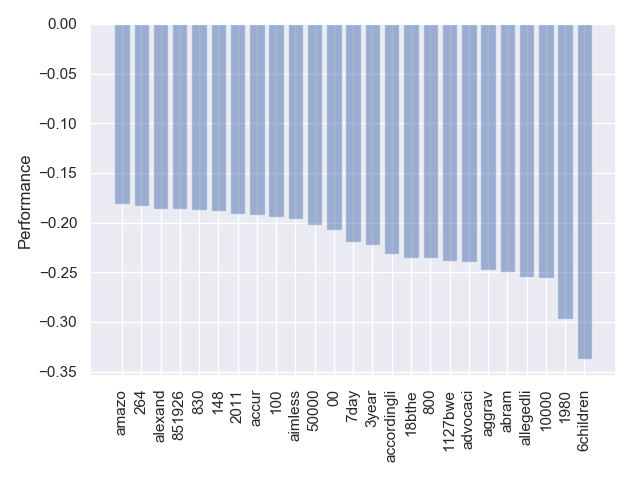 0.00
−0.05
−0.10
−0.15
−0.20
−0.25
−0.30
−0.35
Performance
amazo
264
alexand
851926
830
148
2011
accur
100
aimless
50000
00
7day
3year
accordingli
18bthe
800
1127bwe
advocaci
aggrav
abram
allegedli
10000
1980
6children